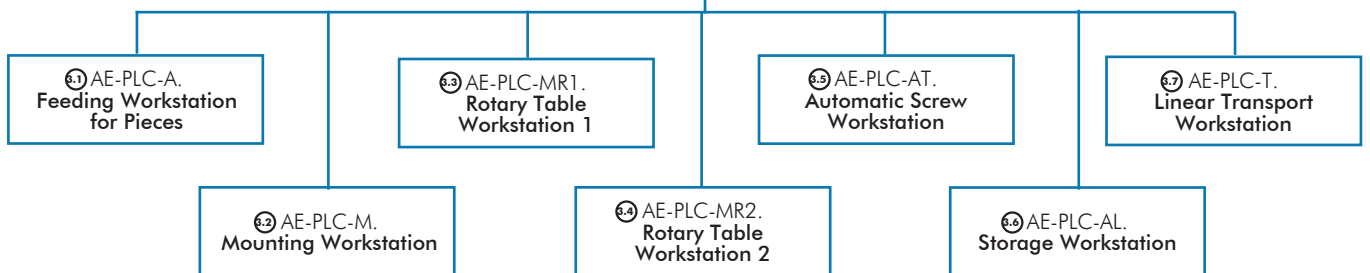 3.1 AE-PLC-A.
Feeding Workstation
for Pieces
3.2 AE-PLC-M.
Mounting Workstation
3.3 AE-PLC-MR1.
Rotary Table
Workstation 1
3.4 AE-PLC-MR2.
Rotary Table
Workstation 2
3.5 AE-PLC-AT.
Automatic Screw
Workstation
3.6 AE-PLC-AL.
Storage Workstation
3.7 AE-PLC-T.
Linear Transport
Workstation